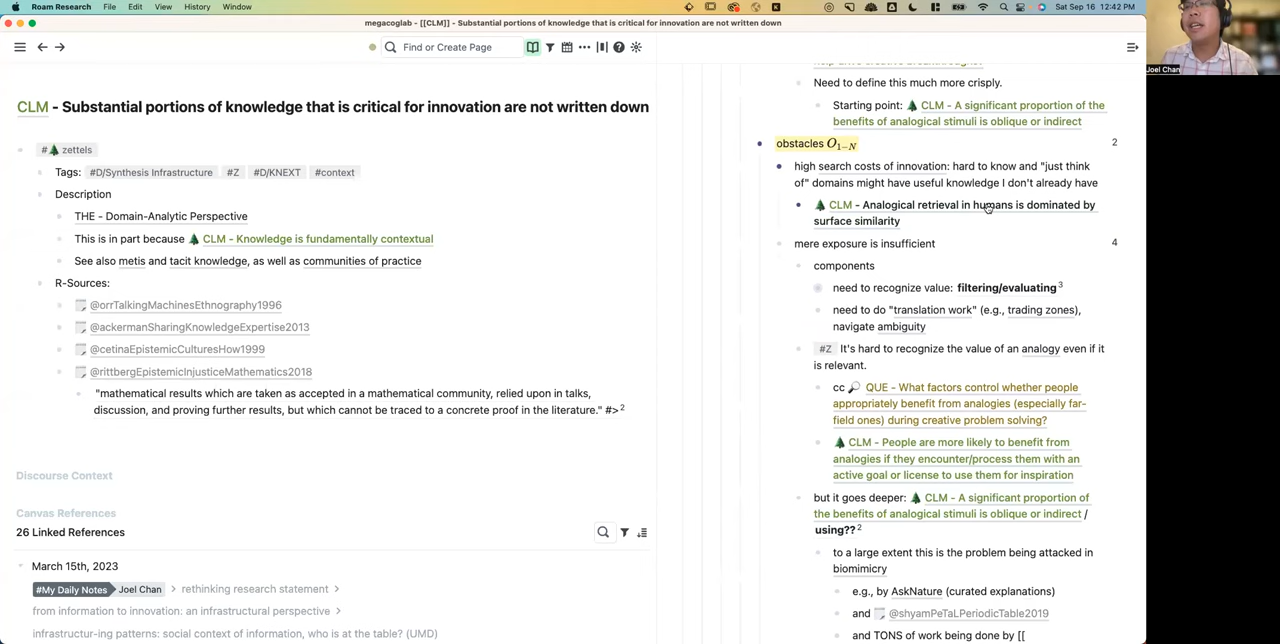 Roam Research File Edit View History Window Sat Sep 16 12:42 PM
megacoglab - [[CLM]] - Substantial portions of knowledge that is critical for innovation are not written down
Find or Create Page
CLM - Substantial portions of knowledge that is critical for innovation are not written down
#🌲 zettels
Tags: #D/Synthesis Infrastructure #Z #D/KNEXT #context
Description
THE - Domain-Analytic Perspective
This is in part because 🌲 CLM - Knowledge is fundamentally contextual
See also metis and tacit knowledge, as well as communities of practice
R-Sources:
@orrTalkingMachinesEthnography1996
@ackermanSharingKnowledgeExpertise2013
@cetinaEpistemicCulturesHow1999
@rittbergEpistemicInjusticeMathematics2018
"mathematical results which are taken as accepted in a mathematical community, relied upon in talks,
discussion, and proving further results, but which cannot be traced to a concrete proof in the literature." #> 2
Discourse Context
Canvas References
26 Linked References
March 15th, 2023
#My Daily Notes Joel Chan > rethinking research statement >
from information to innovation: an infrastructural perspective >
infrastructur-ing patterns: social context of information, who is at the table? (UMD)
help drive creative breakthroughs?
Need to define this much more crisply.
Starting point: 🌲 CLM - A significant proportion of the
benefits of analogical stimuli is oblique or indirect
obstacles O1−N 2
high search costs of innovation: hard to know and "just think
of" domains might have useful knowledge I don't already have
🌲 CLM - Analogical retrieval in humans is dominated by
surface similarity
mere exposure is insufficient 4
components
need to recognize value: filtering/evaluating 3
need to do "translation work" (e.g., trading zones),
navigate ambiguity
#Z It's hard to recognize the value of an analogy even if it
is relevant.
cc 🔎 QUE - What factors control whether people
appropriately benefit from analogies (especially far-
field ones) during creative problem solving?
🌲 CLM - People are more likely to benefit from
analogies if they encounter/process them with an
active goal or license to use them for inspiration
but it goes deeper: 🌲 CLM - A significant proportion of
the benefits of analogical stimuli is oblique or indirect /
using?? 2
to a large extent this is the problem being attacked in
biomimicry
e.g., by AskNature (curated explanations)
and @shyamPeTaLPeriodicTable2019
and TONS of work being done by [[
Joel Chan